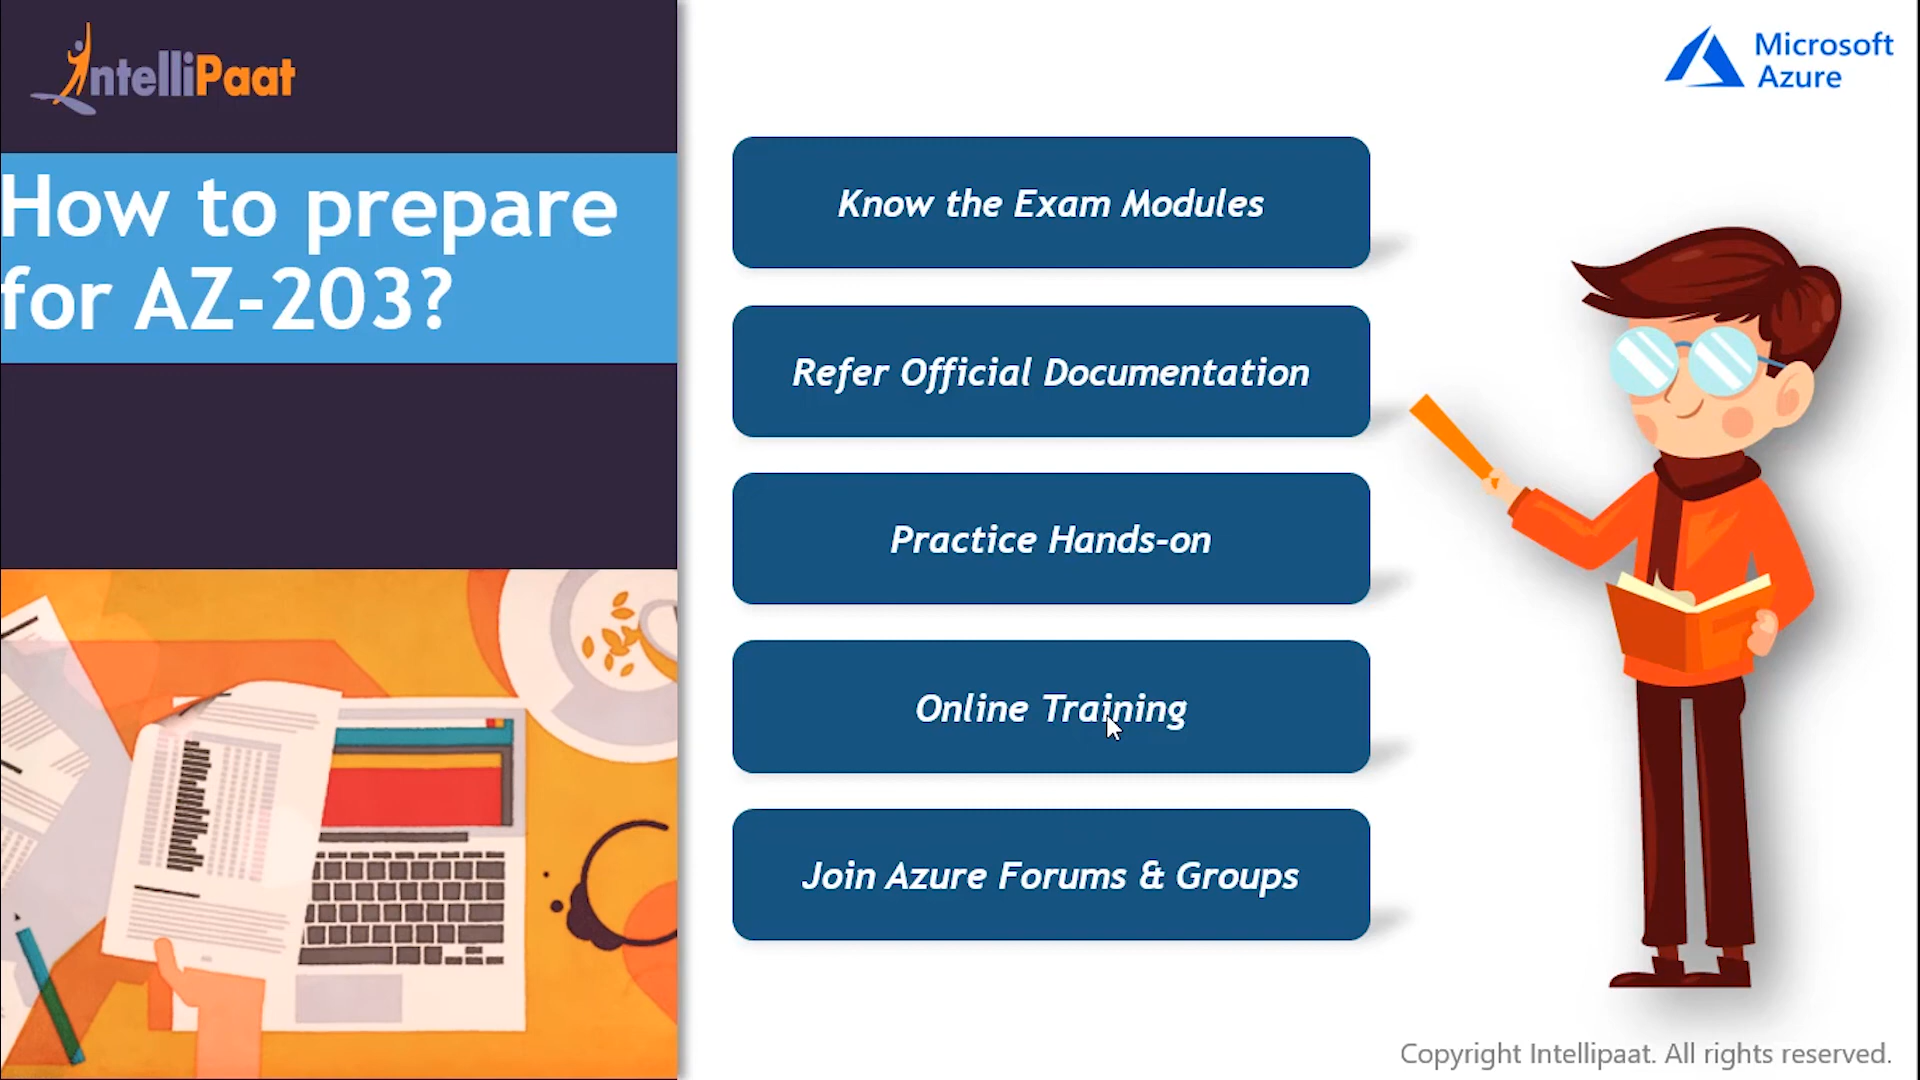 IntelliPaat
Microsoft
Azure
How to prepare
for AZ-203?
Know the Exam Modules
Refer Official Documentation
Practice Hands-on
Online Training
Join Azure Forums & Groups
Copyright Intellipaat. All rights reserved.